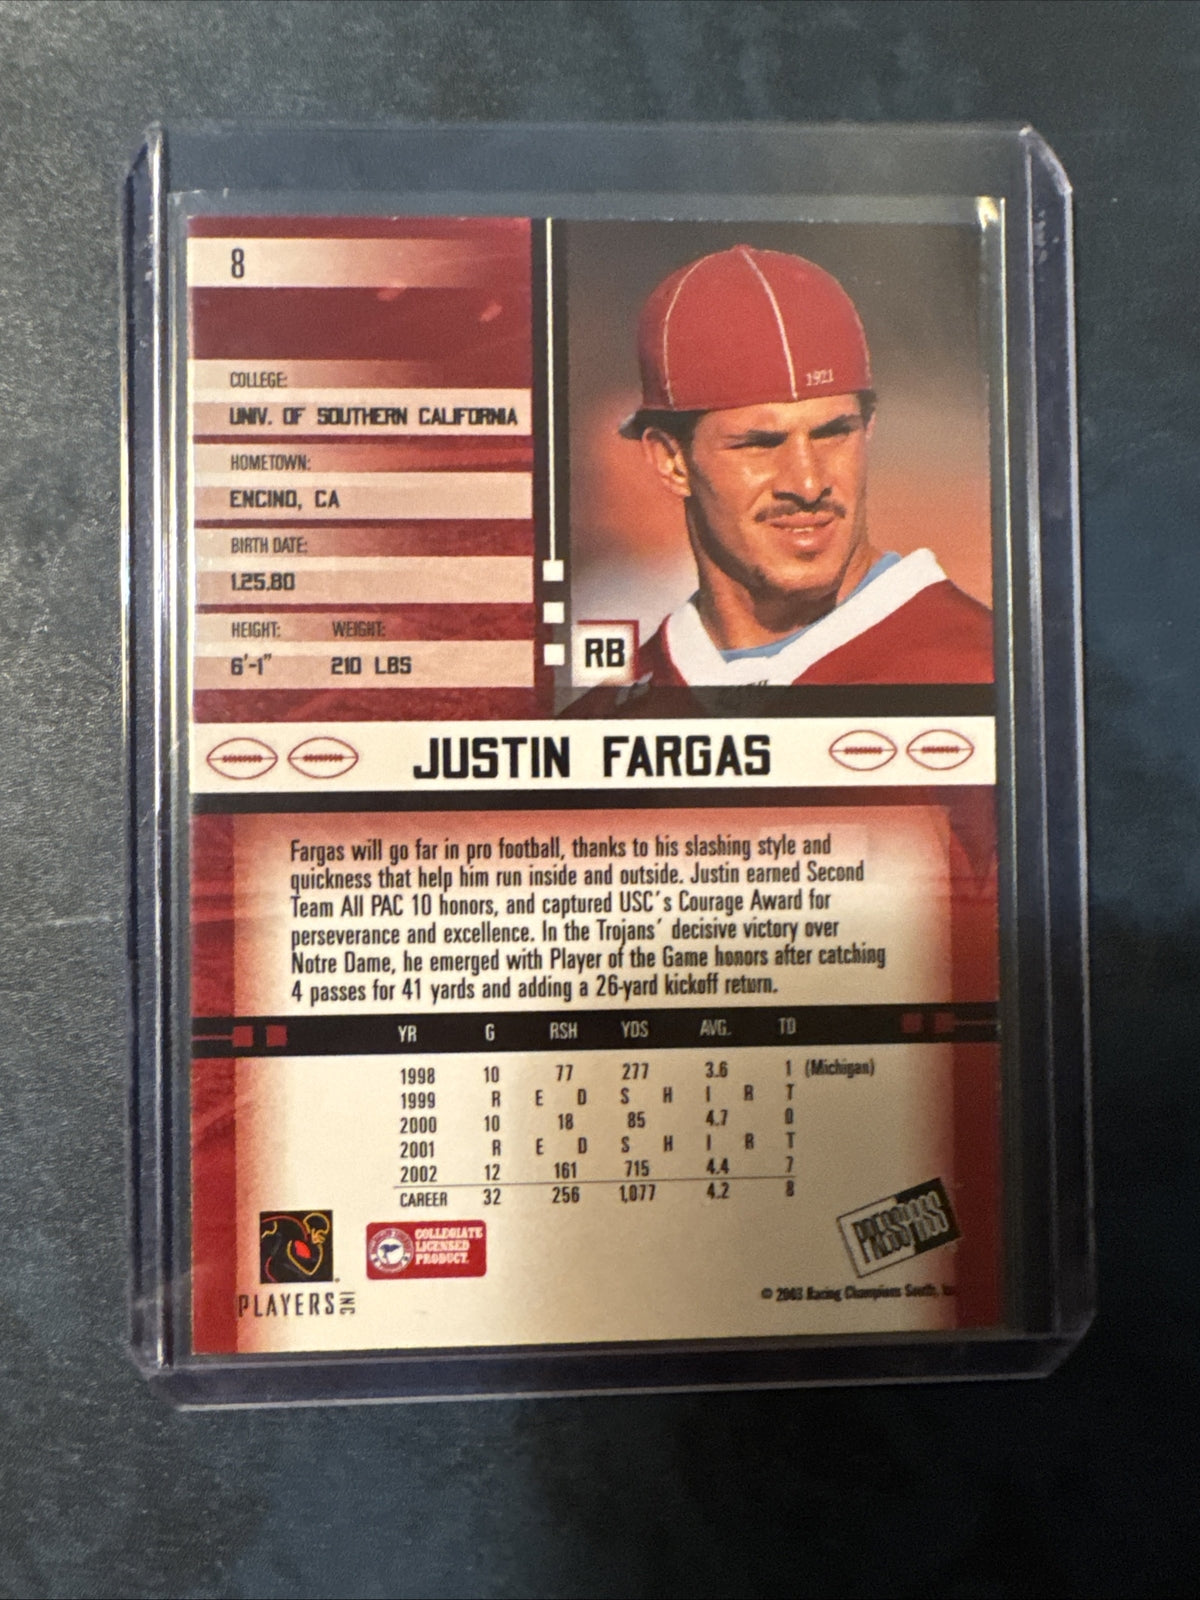 8
1921
COLLEGE:
UNIV. OF SOUTHERN CALIFORNIA
HOMETOWN:
ENCINO, CA
BIRTH DATE:
1.25.80
HEIGHT: WEIGHT:
6'-1" 210 LBS
RB
JUSTIN FARGAS
Fargas will go far in pro football, thanks to his slashing style and
quickness that help him run inside and outside. Justin earned Second
Team All PAC 10 honors, and captured USC's Courage Award for
perseverance and excellence. In the Trojans' decisive victory over
Notre Dame, he emerged with Player of the Game honors after catching
4 passes for 41 yards and adding a 26-yard kickoff return.
YR G RSH YDS AVG. TD
1998 10 77 277 3.6 1 (Michigan)
1999 R E D S H I R T
2000 10 18 85 4.7 0
2001 R E D S H I R T
2002 12 161 715 4.4 7
CAREER 32 256 1,077 4.2 8
PRESS PASS
COLLEGIATE
LICENSED
PRODUCT
PLAYERS INC
© 2003 Racing Champions South,